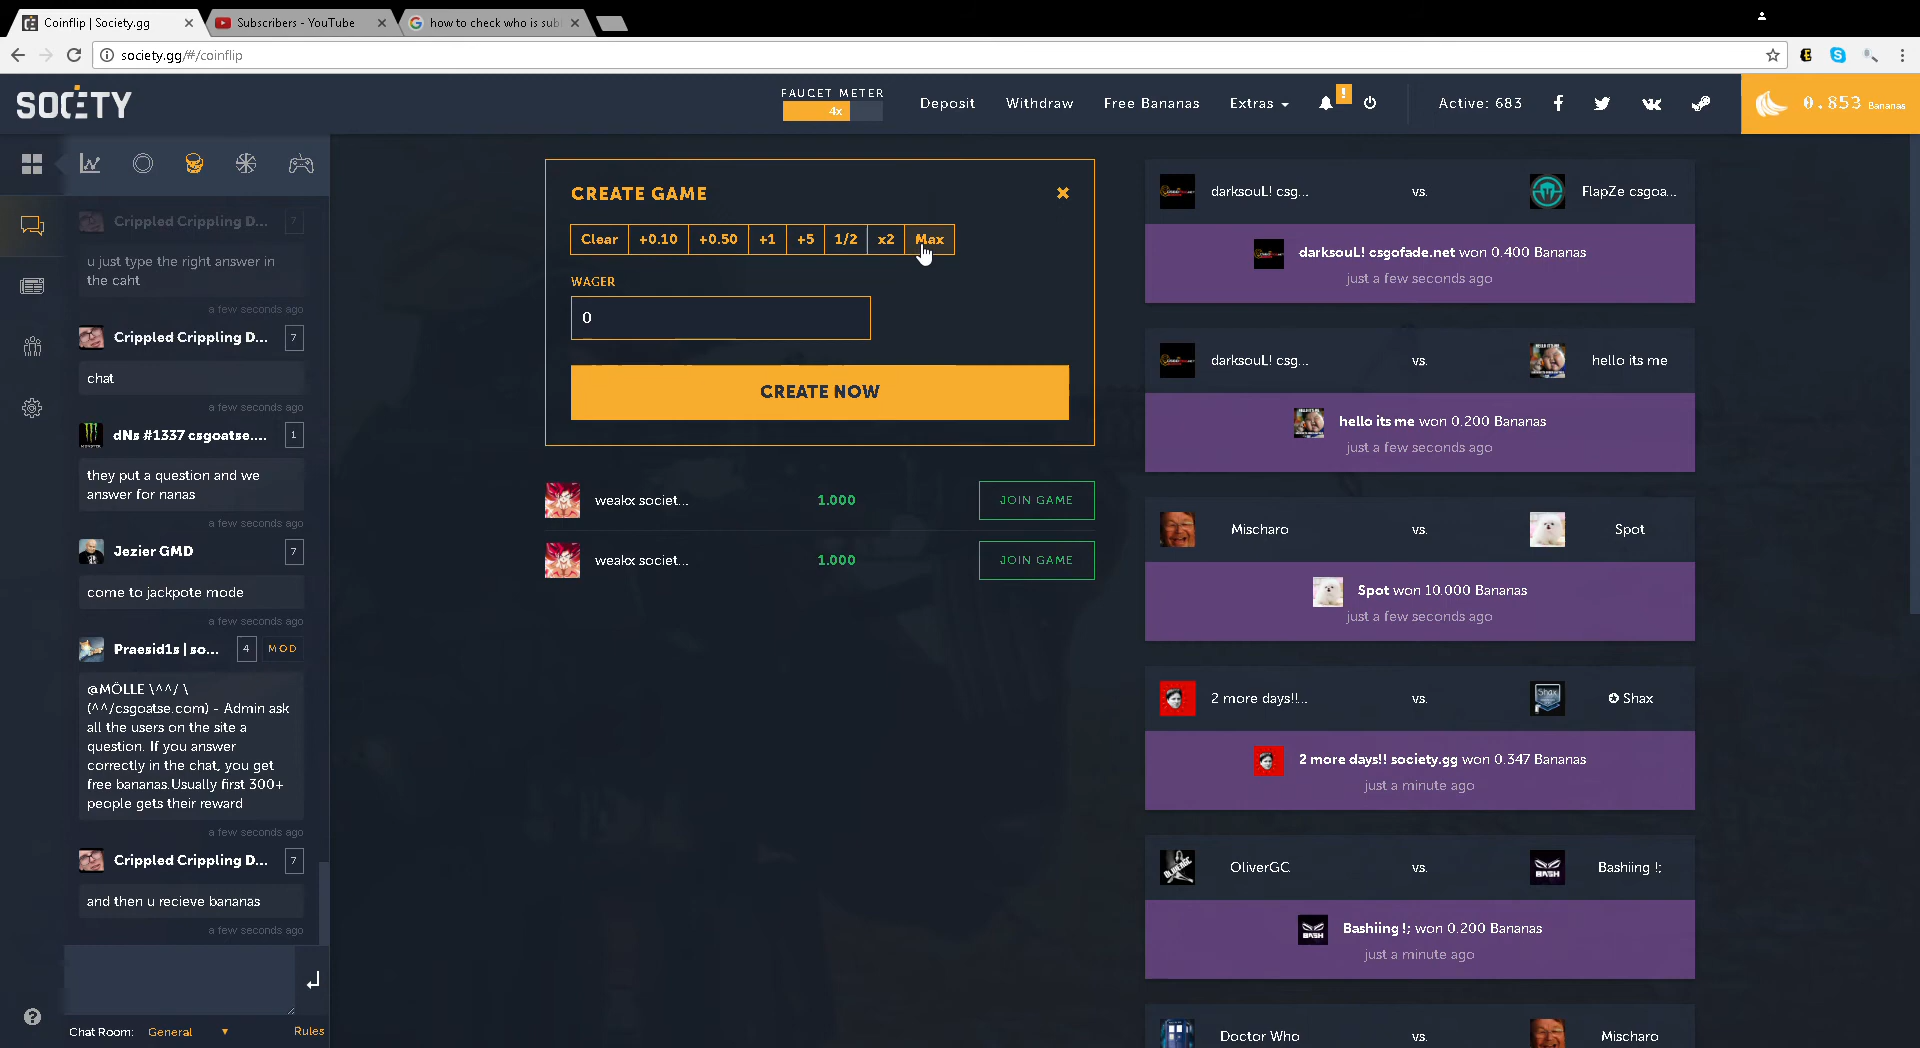 Coinflip | Society.gg
Subscribers - YouTube
how to check who is sub
society.gg/#/coinflip
SOCIETY
FAUCET METER
4x
Deposit
Withdraw
Free Bananas
Extras
!
Active: 683
0.853 Bananas
Crippled Crippling D... 7
u just type the right answer in
the caht
a few seconds ago
Crippled Crippling D... 7
chat
a few seconds ago
dNs #1337 csgoatse.... 1
they put a question and we
answer for nanas
a few seconds ago
Jezier GMD 7
come to jackpote mode
a few seconds ago
Praesid1s | so... 4 MOD
@MÖLLE \^^/ \
(^^/csgoatse.com) - Admin ask
all the users on the site a
question. If you answer
correctly in the chat, you get
free bananas.Usually first 300+
people gets their reward
a few seconds ago
Crippled Crippling D... 7
and then u recieve bananas
a few seconds ago
Chat Room: General
Rules
CREATE GAME
Clear +0.10 +0.50 +1 +5 1/2 x2 Max
WAGER
0
CREATE NOW
weakx societ... 1.000 JOIN GAME
weakx societ... 1.000 JOIN GAME
darksouL! csg... vs. FlapZe csgoa...
darksouL! csgofade.net won 0.400 Bananas
just a few seconds ago
darksouL! csg... vs. hello its me
hello its me won 0.200 Bananas
just a few seconds ago
Mischaro vs. Spot
Spot won 10.000 Bananas
just a few seconds ago
2 more days!!... vs. ✪ Shax
2 more days!! society.gg won 0.347 Bananas
just a minute ago
OliverGC vs. Bashiing !;
Bashiing !; won 0.200 Bananas
just a minute ago
Doctor Who vs. Mischaro